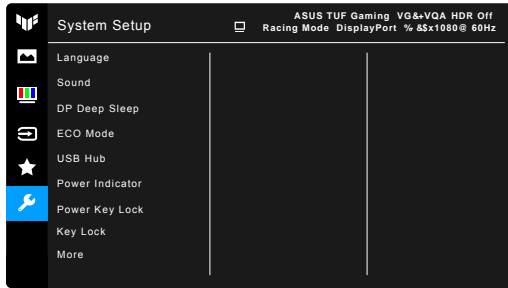 System Setup
ASUS TUF Gaming VG&+VQA HDR Off
Racing Mode DisplayPort % &$x1080@ 60Hz
Language
Sound
DP Deep Sleep
ECO Mode
USB Hub
Power Indicator
Power Key Lock
Key Lock
More